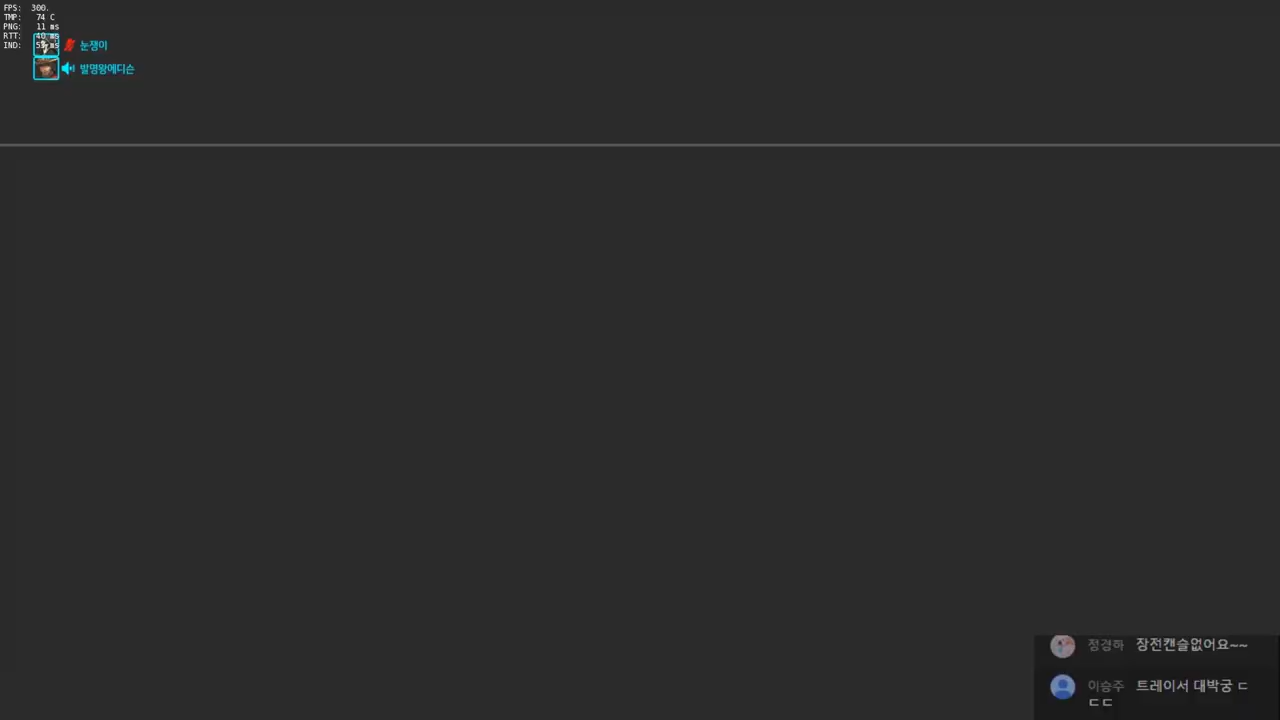 FPS: 300.
TMP: 74 C
PNG: 11 ms
RTT: 40 ms
IND: ms
눈쟁이
발명왕에디슨
정경하 장전캔슬없어요~~
이승주 트레이서 대박궁 ㄷ
ㄷㄷ